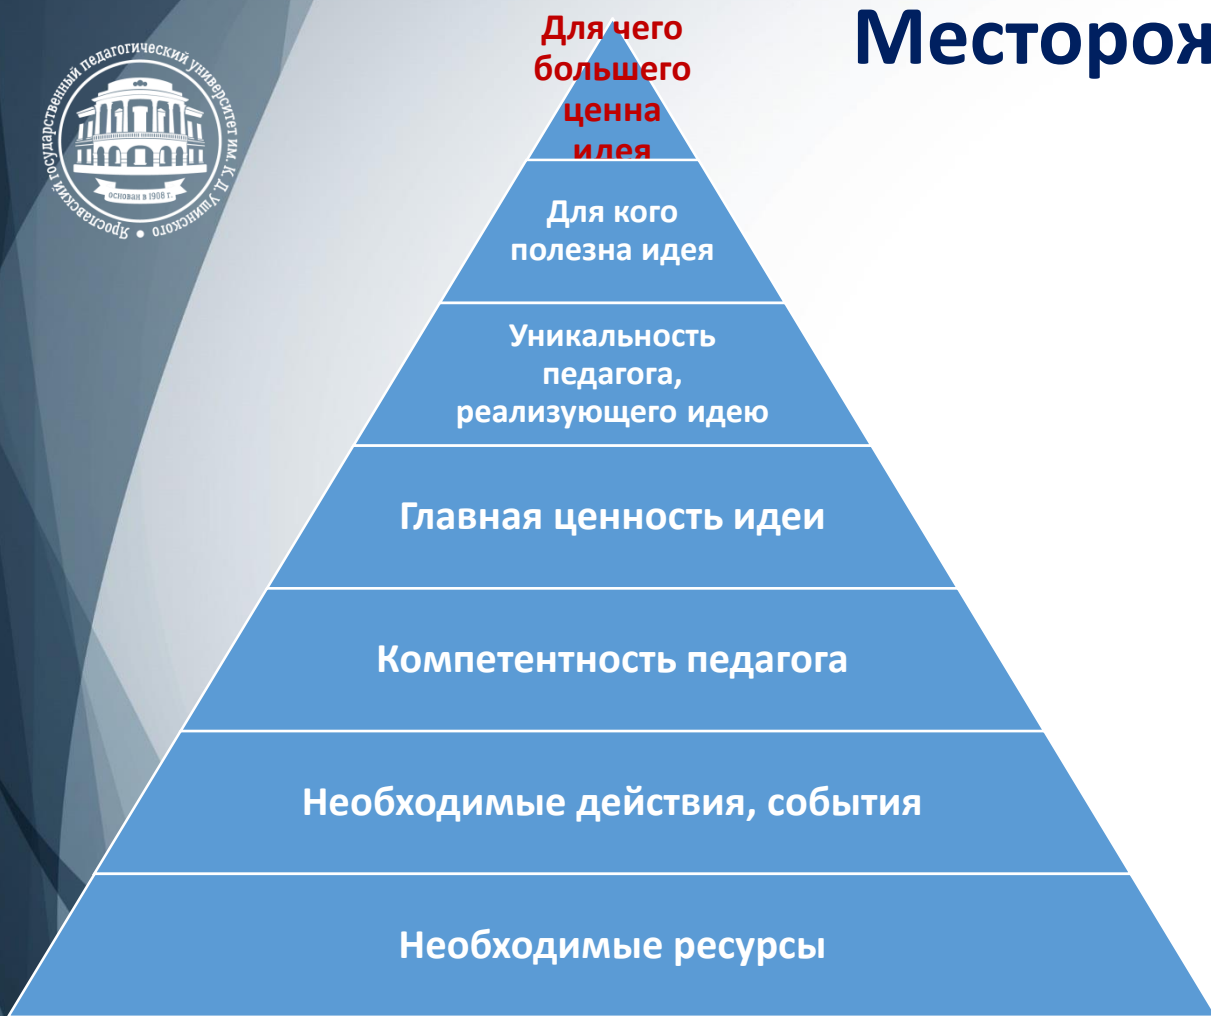 Ярославский государственный педагогический университет им. К. Д. Ушинского
основан в 1908 г.
Месторож
Для чего
большего
ценна
идея
Для кого
полезна идея
Уникальность
педагога,
реализующего идею
Главная ценность идеи
Компетентность педагога
Необходимые действия, события
Необходимые ресурсы